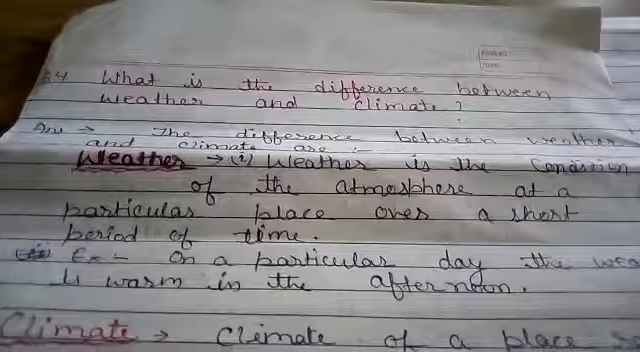 What is the difference between
weather and climate?
Ans → The difference between weather
and climate are :-
Weather → (i) Weather is the Condition
of the atmosphere at a
particular place over a short
period of time.
Ex :- On a particular day the
is warm in the afternoon.
Climate → Climate of a place